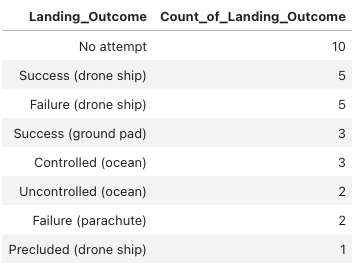 Landing_Outcome Count_of_Landing_Outcome
No attempt 10
Success (drone ship) 5
Failure (drone ship) 5
Success (ground pad) 3
Controlled (ocean) 3
Uncontrolled (ocean) 2
Failure (parachute) 2
Precluded (drone ship) 1